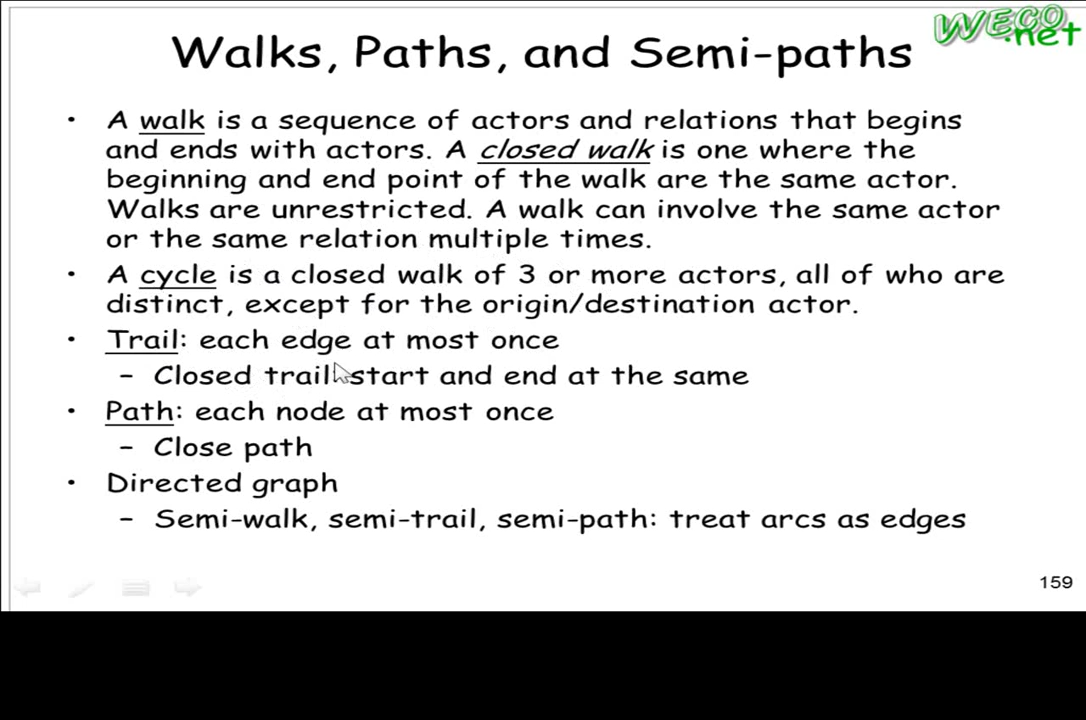 WECO.net
Walks, Paths, and Semi-paths
• A walk is a sequence of actors and relations that begins
and ends with actors. A closed walk is one where the
beginning and end point of the walk are the same actor.
Walks are unrestricted. A walk can involve the same actor
or the same relation multiple times.
• A cycle is a closed walk of 3 or more actors, all of who are
distinct, except for the origin/destination actor.
• Trail: each edge at most once
– Closed trail: start and end at the same
• Path: each node at most once
– Close path
• Directed graph
– Semi-walk, semi-trail, semi-path: treat arcs as edges
159